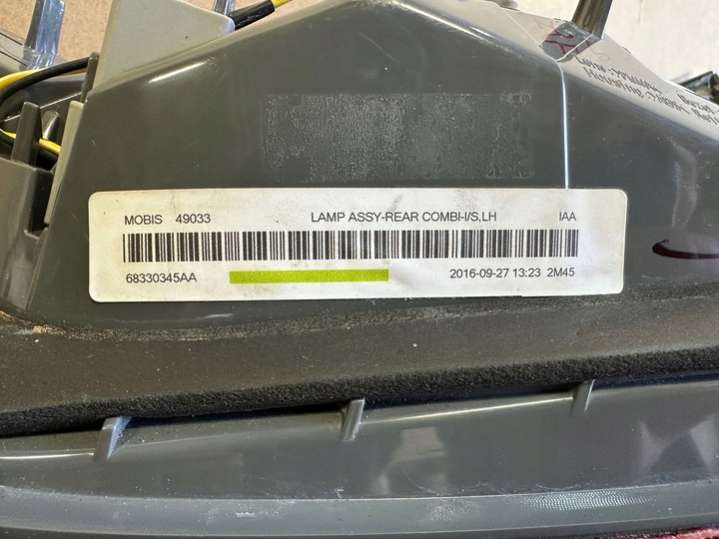 MOBIS 49033 LAMP ASSY-REAR COMBI-I/S,LH IAA
68330345AA 2016-09-27 13:23 2M45